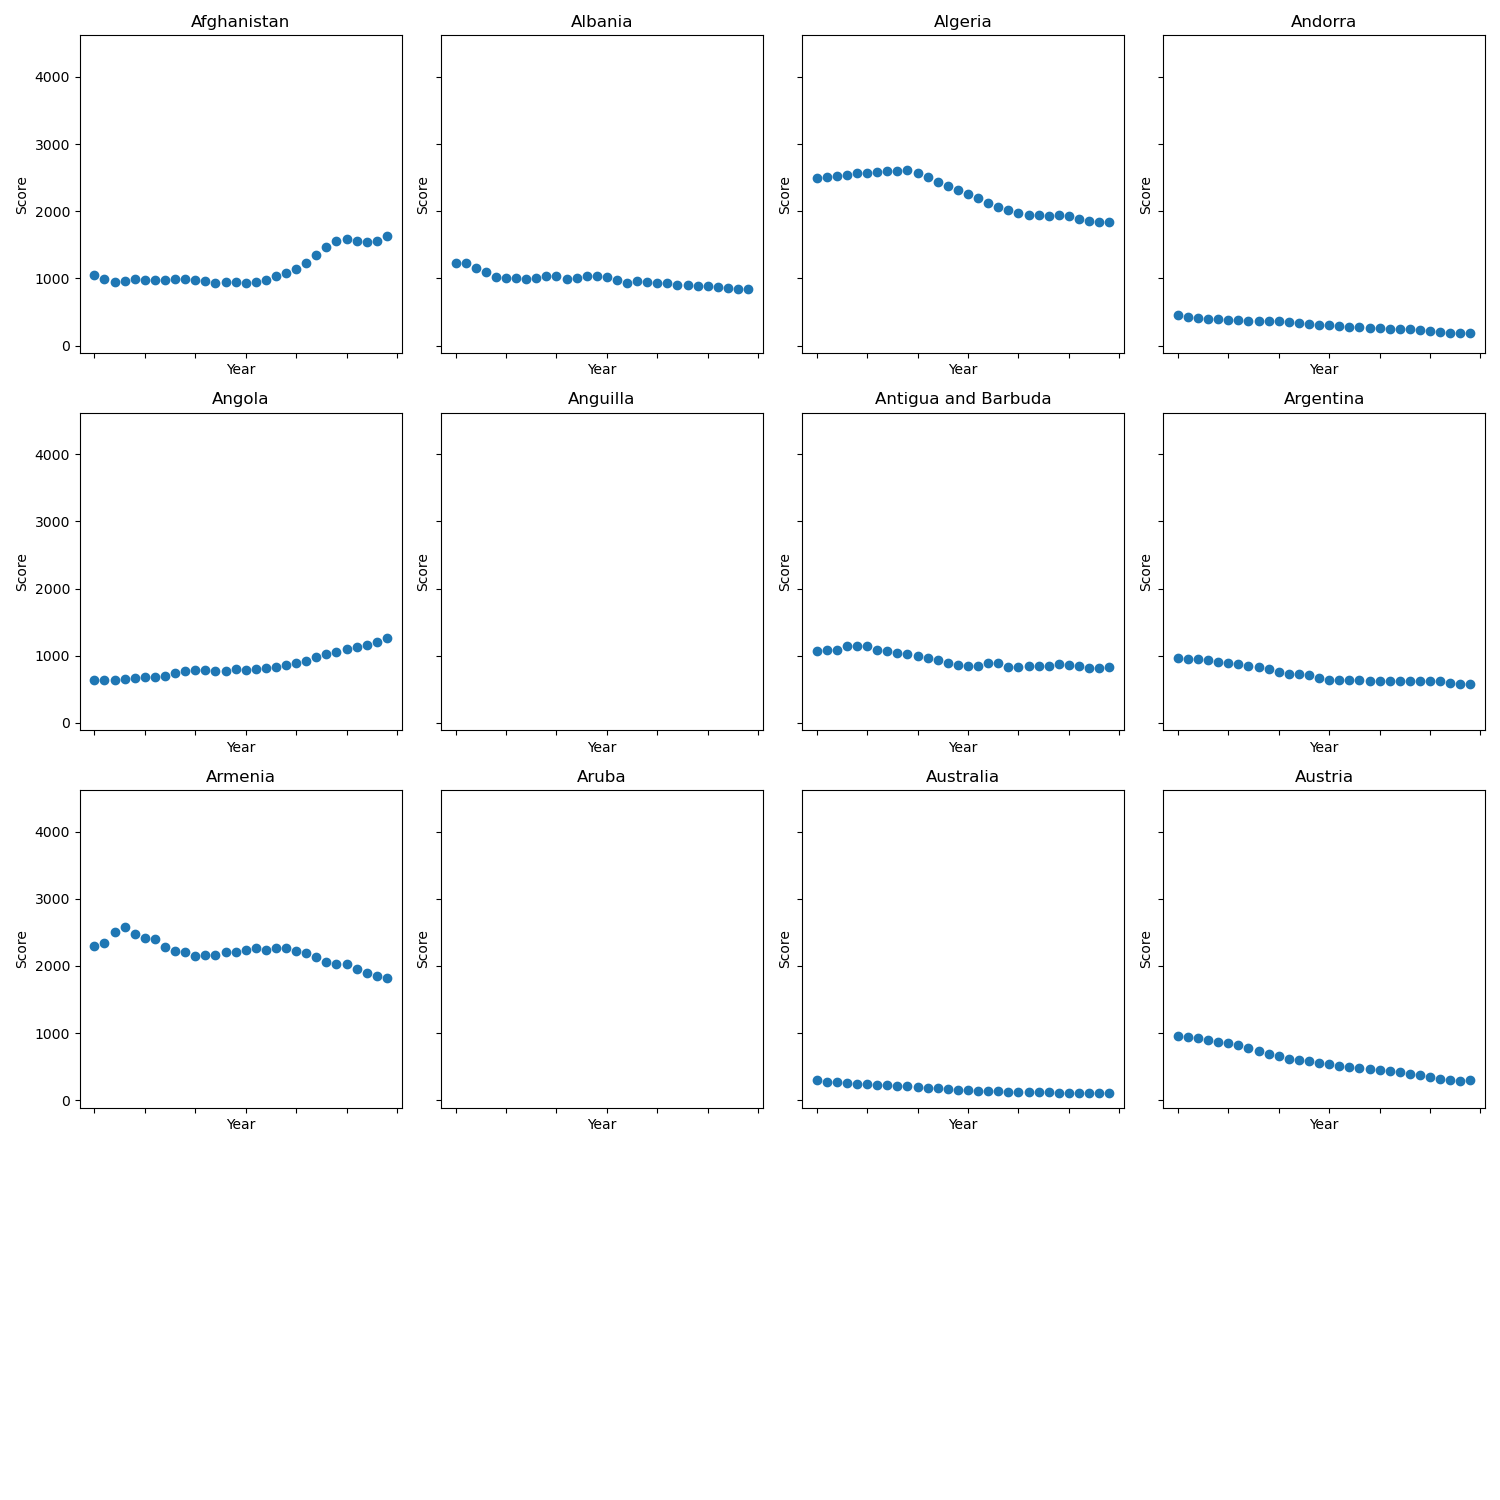 Afghanistan Albania Algeria Andorra
4000
3000
2000
1000
0
Score Score Score Score
Year Year Year Year
Angola Anguilla Antigua and Barbuda Argentina
4000
3000
2000
1000
0
Score Score Score Score
Year Year Year Year
Armenia Aruba Australia Austria
4000
3000
2000
1000
0
Score Score Score Score
Year Year Year Year